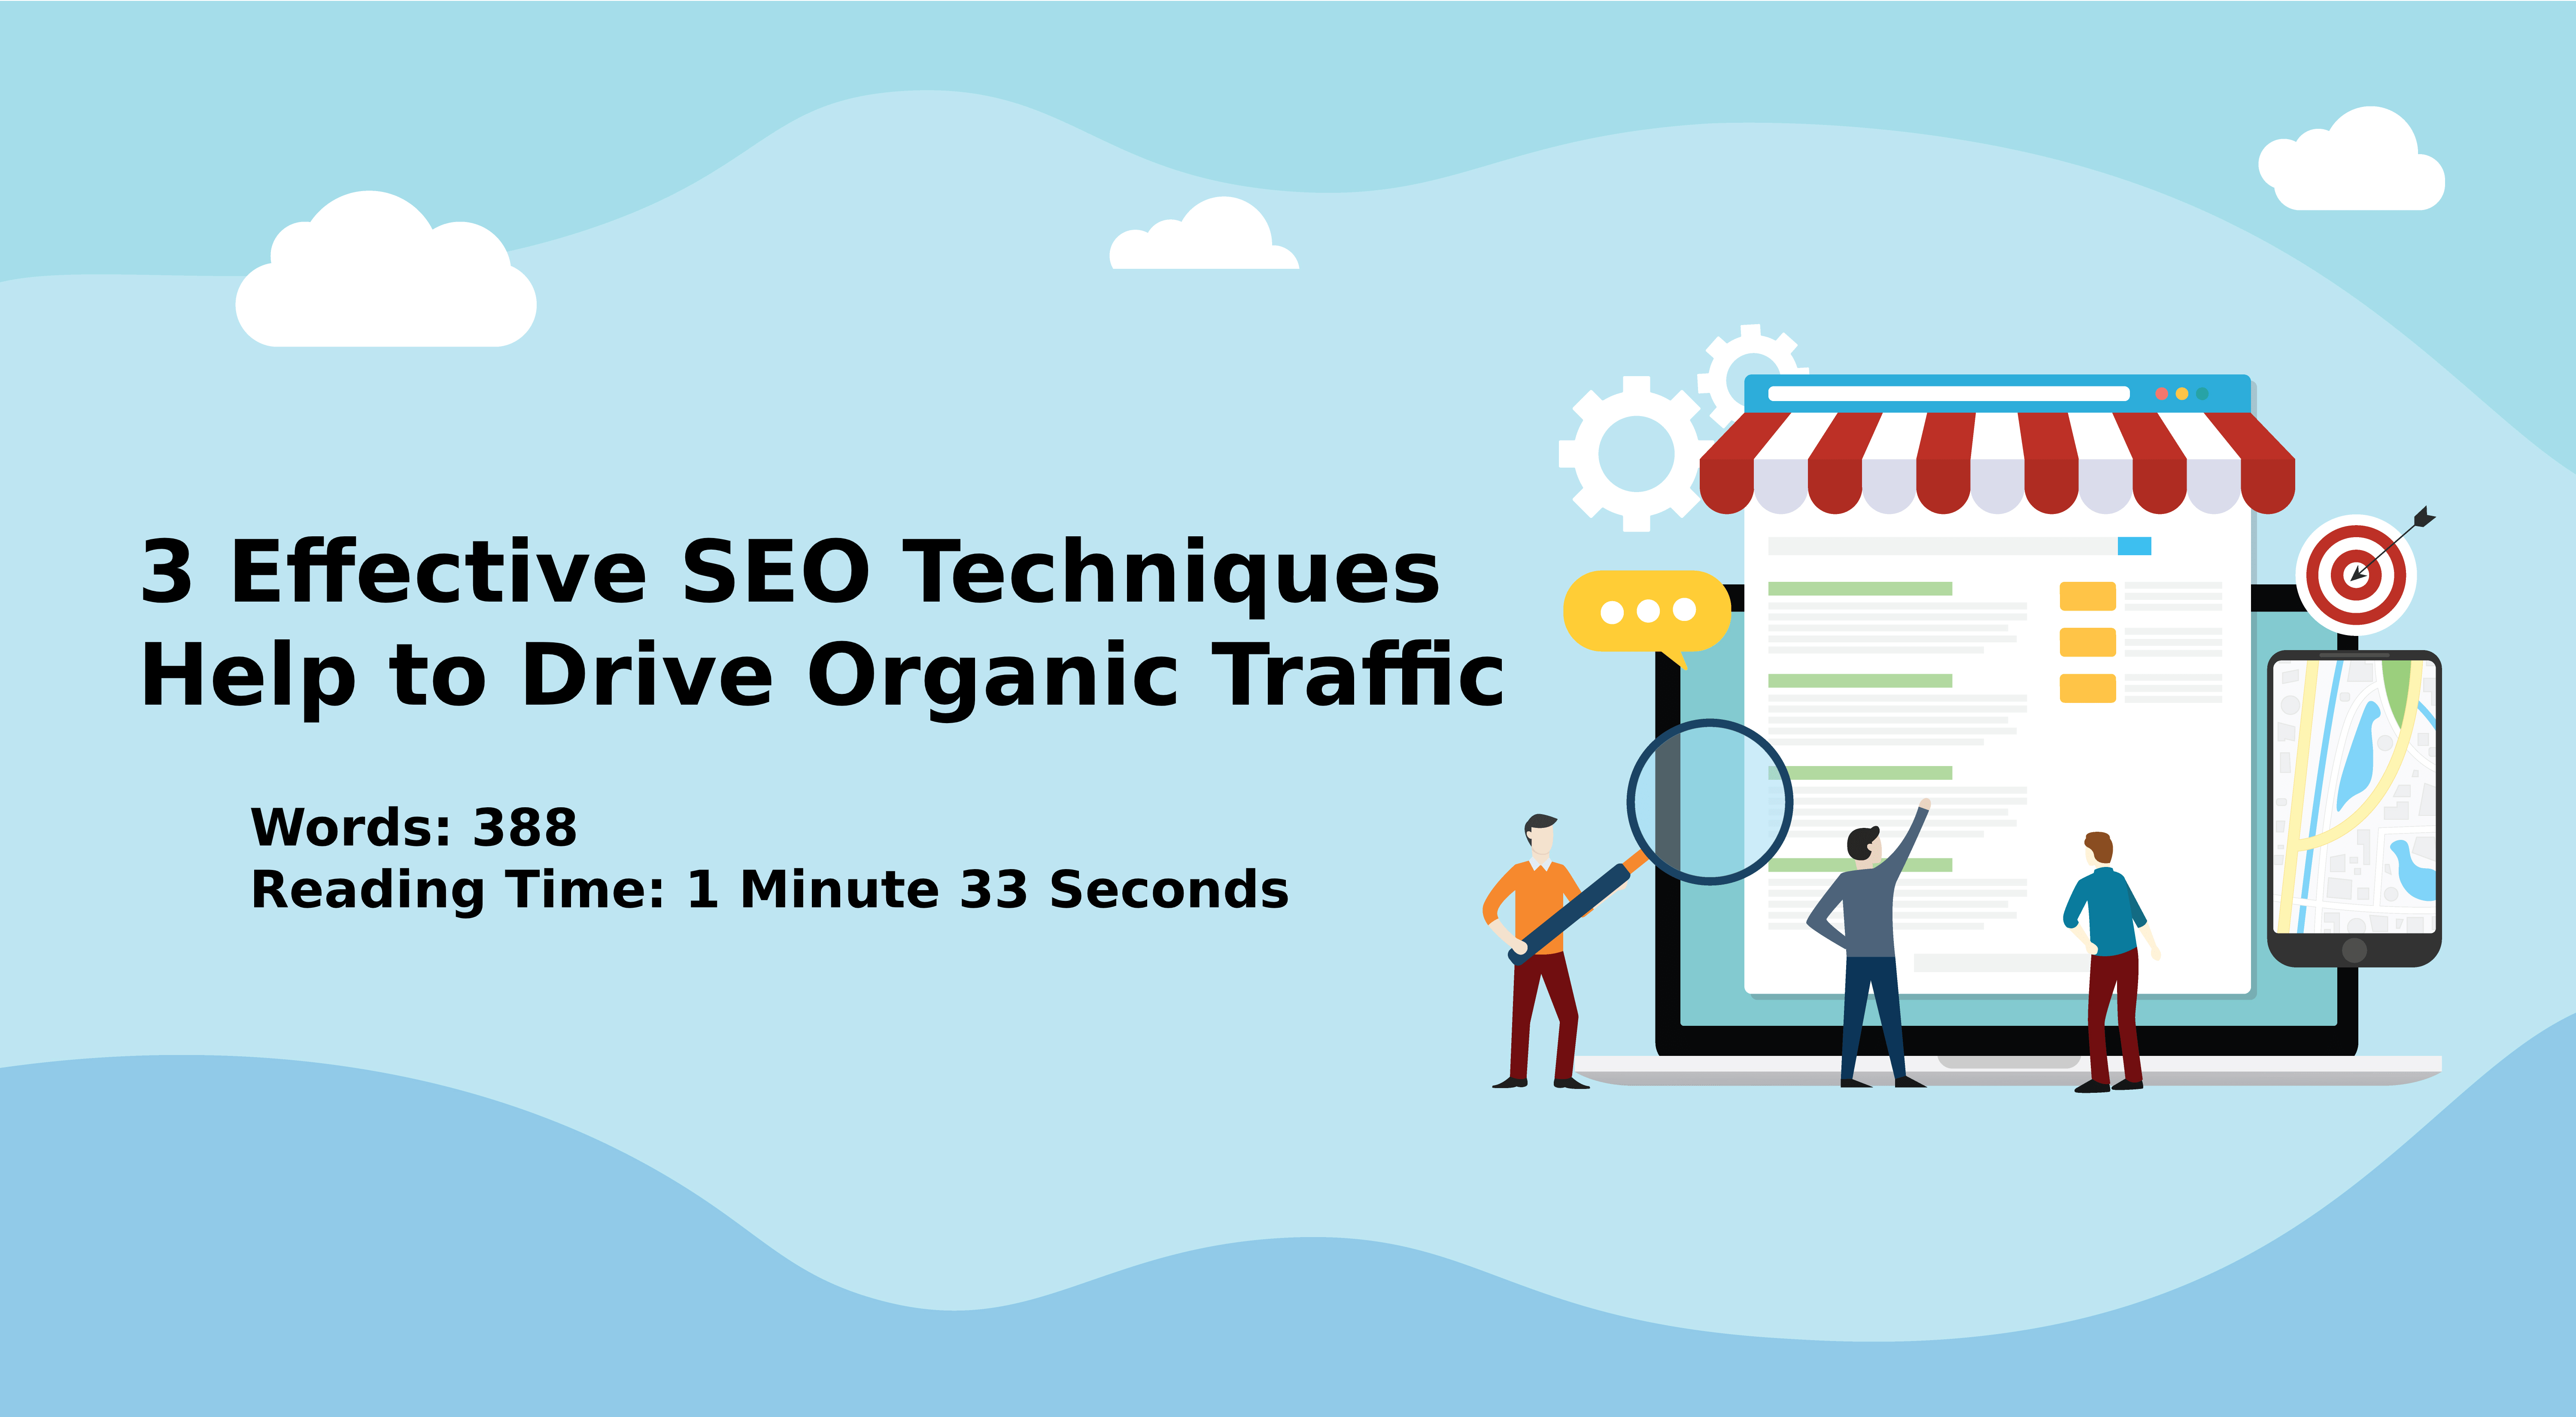 3 Effective SEO Techniques
Help to Drive Organic Traffic
Words: 388
Reading Time: 1 Minute 33 Seconds